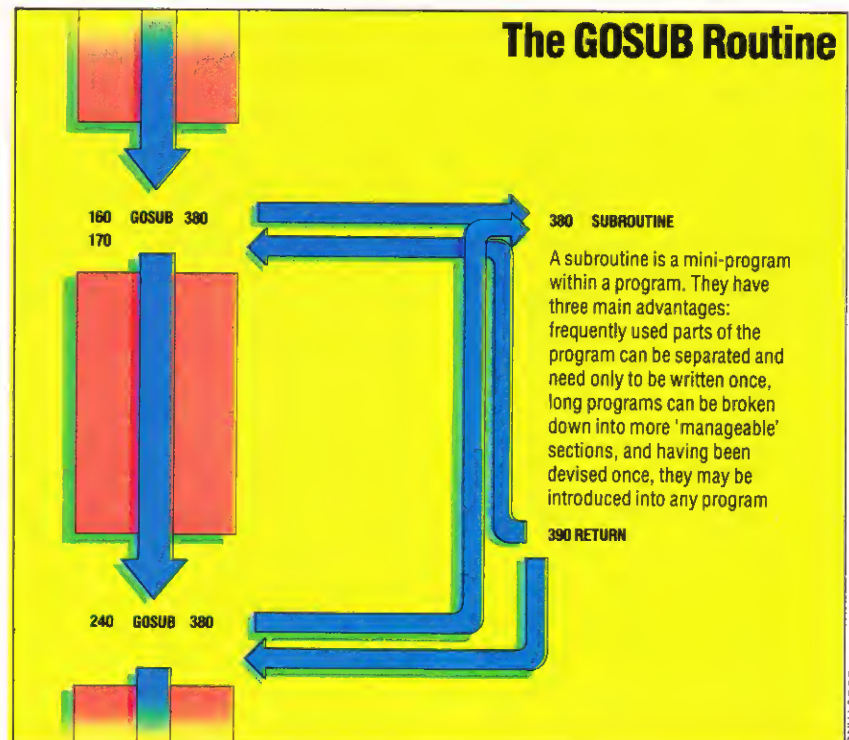 The GOSUB Routine
160 GOSUB 380
170
380 SUBROUTINE
A subroutine is a mini-program
within a program. They have
three main advantages:
frequently used parts of the
program can be separated and
need only to be written once,
long programs can be broken
down into more 'manageable'
sections, and having been
devised once, they may be
introduced into any program
390 RETURN
240 GOSUB 380